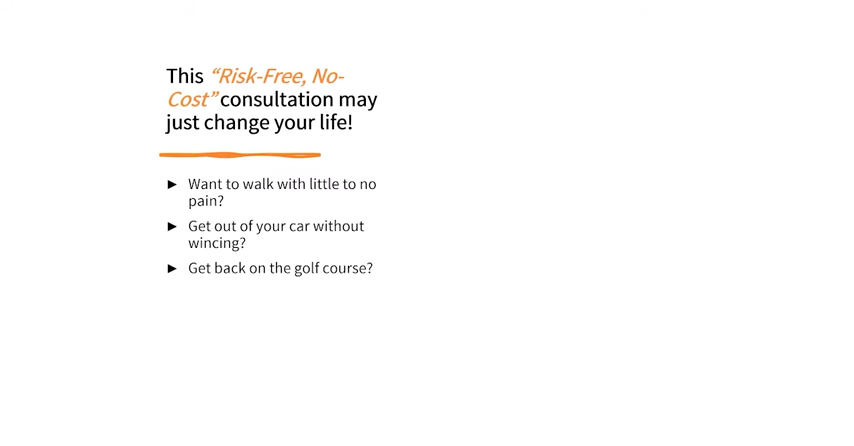 This “Risk-Free, No-
Cost” consultation may
just change your life!
► Want to walk with little to no
pain?
► Get out of your car without
wincing?
► Get back on the golf course?